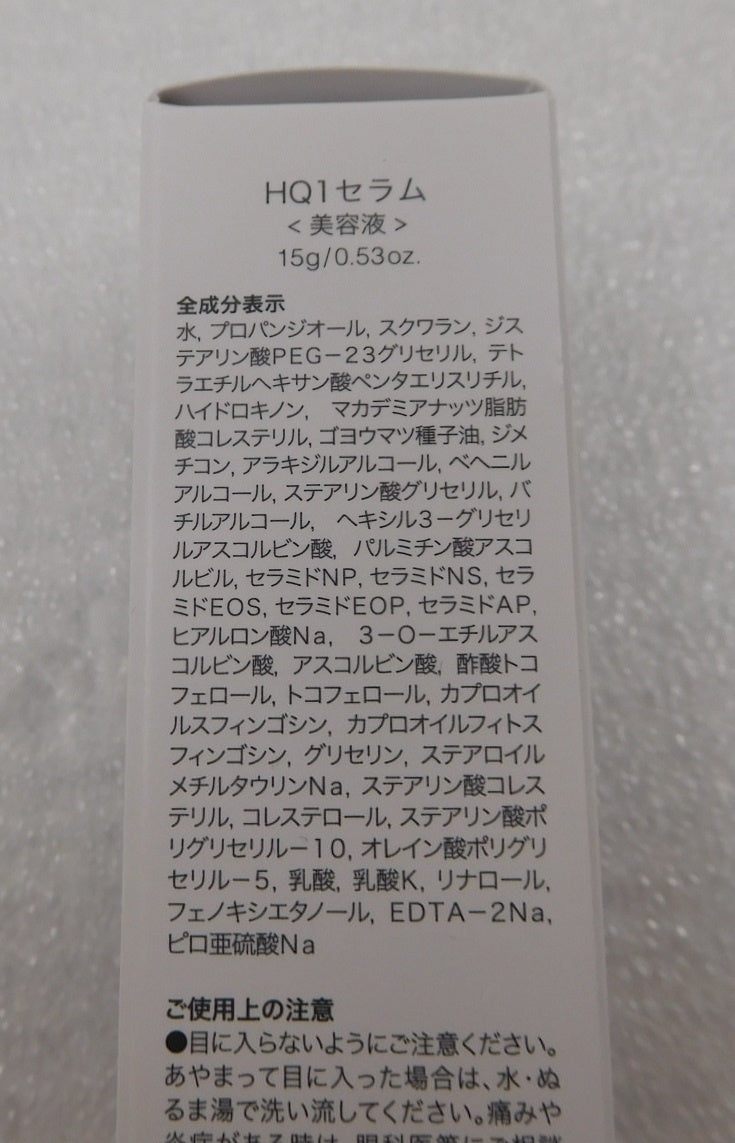 HQ1セラム
< 美容液 >
15g/0.53oz.
全成分表示
水, プロパンジオール, スクワラン, ジス
テアリン酸PEG－23グリセリル, テト
ラエチルヘキサン酸ペンタエリスリチル,
ハイドロキノン, マカデミアナッツ脂肪
酸コレステリル, ゴヨウマツ種子油, ジメ
チコン, アラキジルアルコール, ベヘニル
アルコール, ステアリン酸グリセリル, バ
チルアルコール, ヘキシル3－グリセリ
ルアスコルビン酸, パルミチン酸アスコ
ルビル, セラミドNP, セラミドNS, セラ
ミドEOS, セラミドEOP, セラミドAP,
ヒアルロン酸Na, 3－O－エチルアス
コルビン酸, アスコルビン酸, 酢酸トコ
フェロール, トコフェロール, カプロオイ
ルスフィンゴシン, カプロオイルフィトス
フィンゴシン, グリセリン, ステアロイル
メチルタウリンNa, ステアリン酸コレス
テリル, コレステロール, ステアリン酸ポ
リグリセリル－10, オレイン酸ポリグリ
セリル－5, 乳酸, 乳酸K, リナロール,
フェノキシエタノール, EDTA－2Na,
ピロ亜硫酸Na
ご使用上の注意
●目に入らないようにご注意ください。
あやまって目に入った場合は、水・ぬ
るま湯で洗い流してください。痛みや